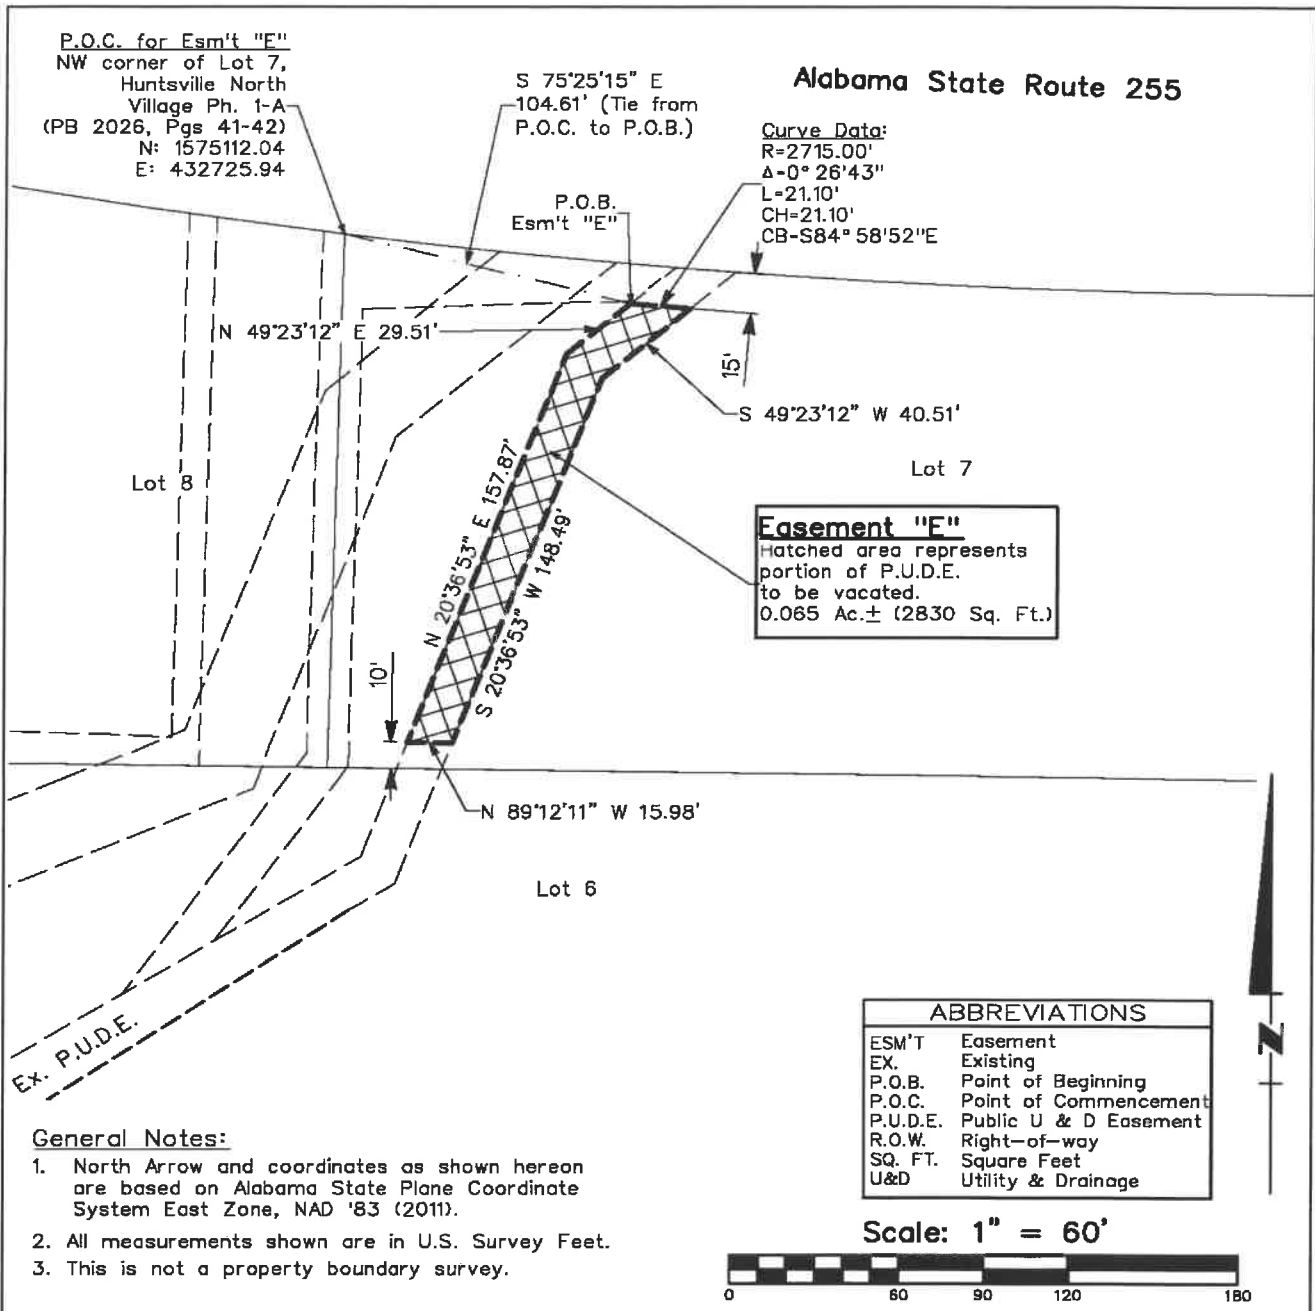 P.O.C. for Esm't "E"
NW corner of Lot 7,
Huntsville North
Village Ph. 1-A
(PB 2026, Pgs 41-42)
N: 1575112.04
E: 432725.94
S 75°25'15" E
104.61' (Tie from
P.O.C. to P.O.B.)
Alabama State Route 255
Curve Data:
R=2715.00'
Δ=0°26'43"
L=21.10'
CH=21.10'
CB=S84°58'52"E
P.O.B.
Esm't "E"
N 49°23'12" E 29.51'
15'
S 49°23'12" W 40.51'
Lot 8
Lot 7
N 20°36'53" E 157.87'
S 20°36'53" W 148.49'
Easement "E"
Hatched area represents
portion of P.U.D.E.
to be vacated.
0.065 Ac.± (2830 Sq. Ft.)
10'
N 89°12'11" W 15.98'
Lot 6
Ex. P.U.D.E.
ABBREVIATIONS
ESM'T Easement
EX. Existing
P.O.B. Point of Beginning
P.O.C. Point of Commencement
P.U.D.E. Public U & D Easement
R.O.W. Right-of-way
SQ. FT. Square Feet
U&D Utility & Drainage
N
General Notes:
1. North Arrow and coordinates as shown hereon
are based on Alabama State Plane Coordinate
System East Zone, NAD '83 (2011).
2. All measurements shown are in U.S. Survey Feet.
3. This is not a property boundary survey.
Scale: 1" = 60'
0 60 90 120 180